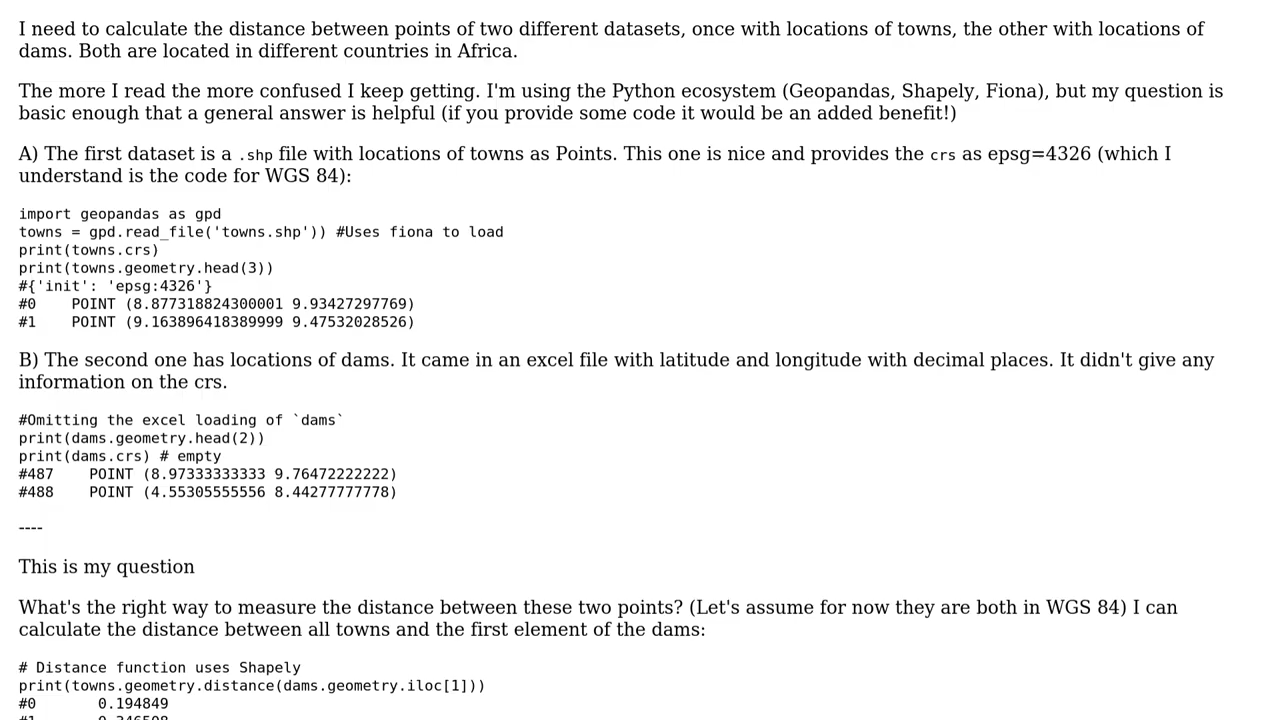 I need to calculate the distance between points of two different datasets, once with locations of towns, the other with locations of
dams. Both are located in different countries in Africa.
The more I read the more confused I keep getting. I'm using the Python ecosystem (Geopandas, Shapely, Fiona), but my question is
basic enough that a general answer is helpful (if you provide some code it would be an added benefit!)
A) The first dataset is a .shp file with locations of towns as Points. This one is nice and provides the crs as epsg=4326 (which I
understand is the code for WGS 84):
import geopandas as gpd
towns = gpd.read_file('towns.shp')) #Uses fiona to load
print(towns.crs)
print(towns.geometry.head(3))
#{'init': 'epsg:4326'}
#0    POINT (8.877318824300001 9.93427297769)
#1    POINT (9.163896418389999 9.47532028526)
B) The second one has locations of dams. It came in an excel file with latitude and longitude with decimal places. It didn't give any
information on the crs.
#Omitting the excel loading of `dams`
print(dams.geometry.head(2))
print(dams.crs) # empty
#487    POINT (8.97333333333 9.76472222222)
#488    POINT (4.55305555556 8.44277777778)
----
This is my question
What's the right way to measure the distance between these two points? (Let's assume for now they are both in WGS 84) I can
calculate the distance between all towns and the first element of the dams:
# Distance function uses Shapely
print(towns.geometry.distance(dams.geometry.iloc[1]))
#0       0.194849